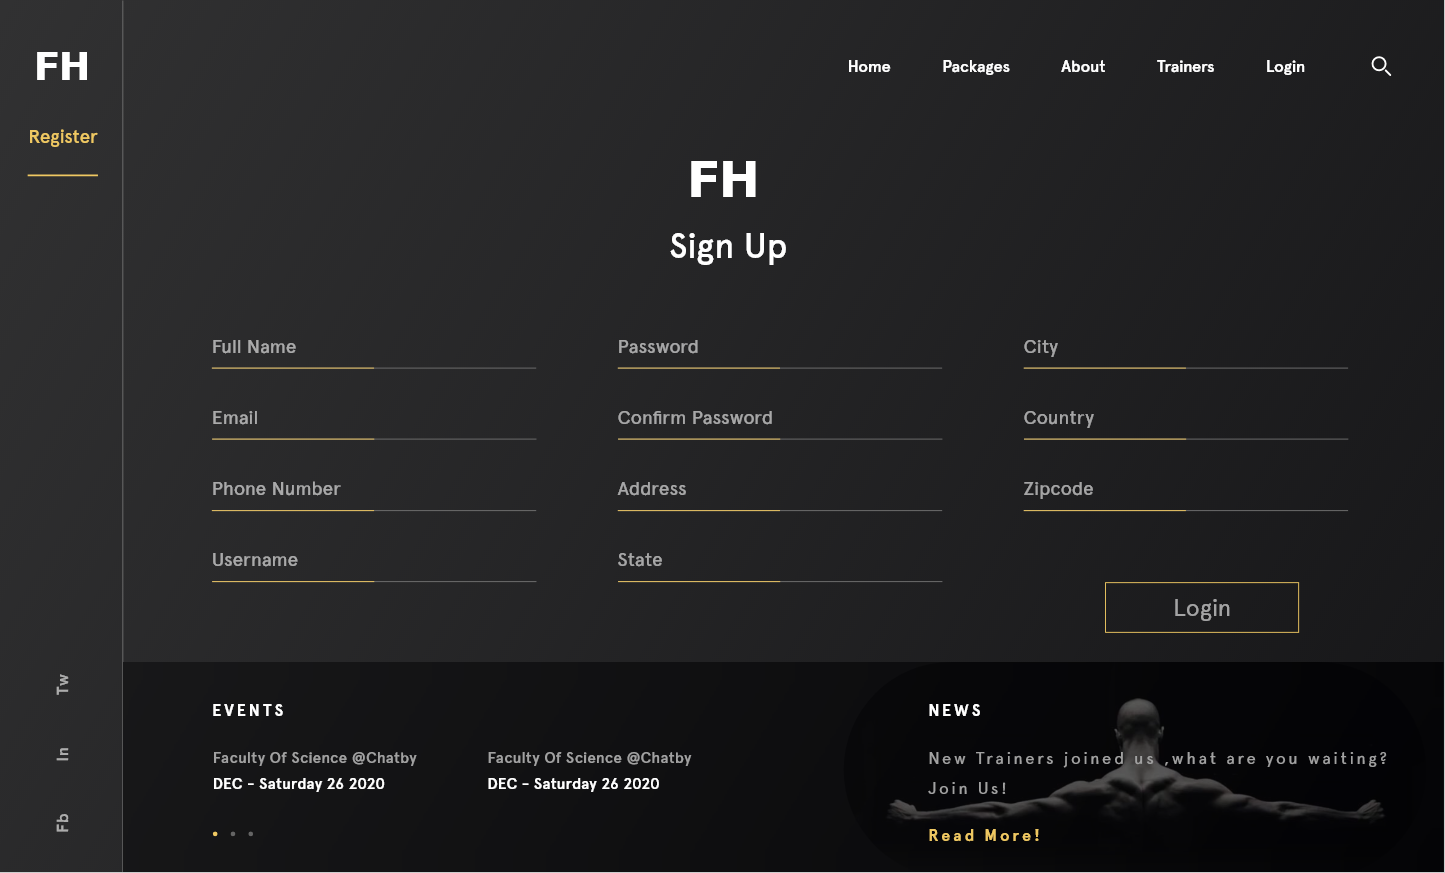 FH
Register
Home Packages About Trainers Login
FH
Sign Up
Full Name Password City
Email Confirm Password Country
Phone Number Address Zipcode
Username State
Login
Tw
In
Fb
EVENTS
Faculty Of Science @Chatby Faculty Of Science @Chatby
DEC - Saturday 26 2020 DEC - Saturday 26 2020
NEWS
New Trainers joined us ,what are you waiting?
Join Us!
Read More!